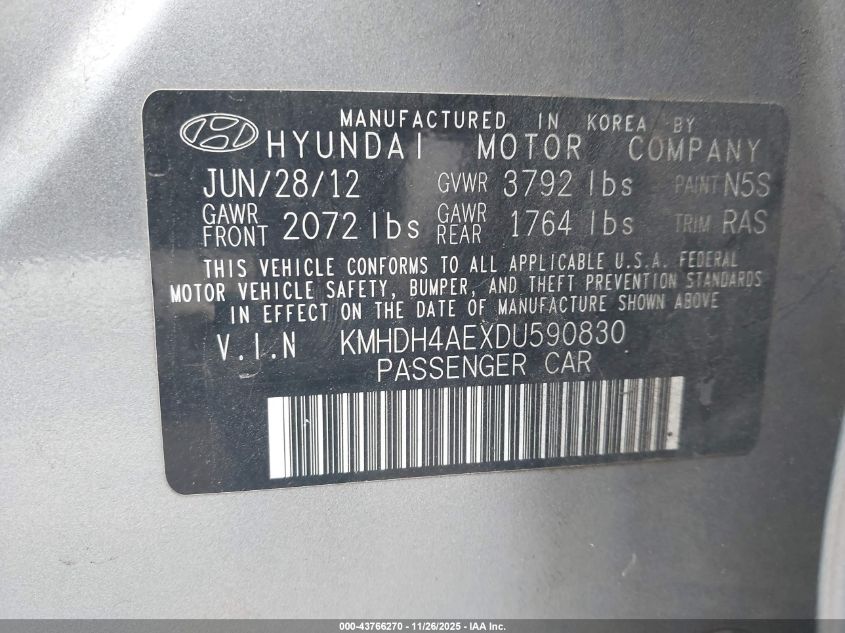 MANUFACTURED IN KOREA BY
HYUNDAI MOTOR COMPANY
JUN/28/12 GVWR 3792 lbs PAINT N5S
GAWR FRONT 2072 lbs GAWR REAR 1764 lbs TRIM RAS
THIS VEHICLE CONFORMS TO ALL APPLICABLE U.S.A. FEDERAL
MOTOR VEHICLE SAFETY, BUMPER, AND THEFT PREVENTION STANDARDS
IN EFFECT ON THE DATE OF MANUFACTURE SHOWN ABOVE.
V.I.N KMHDH4AEXDU590830
PASSENGER CAR
000-43766270 - 11/26/2025 - IAA Inc.